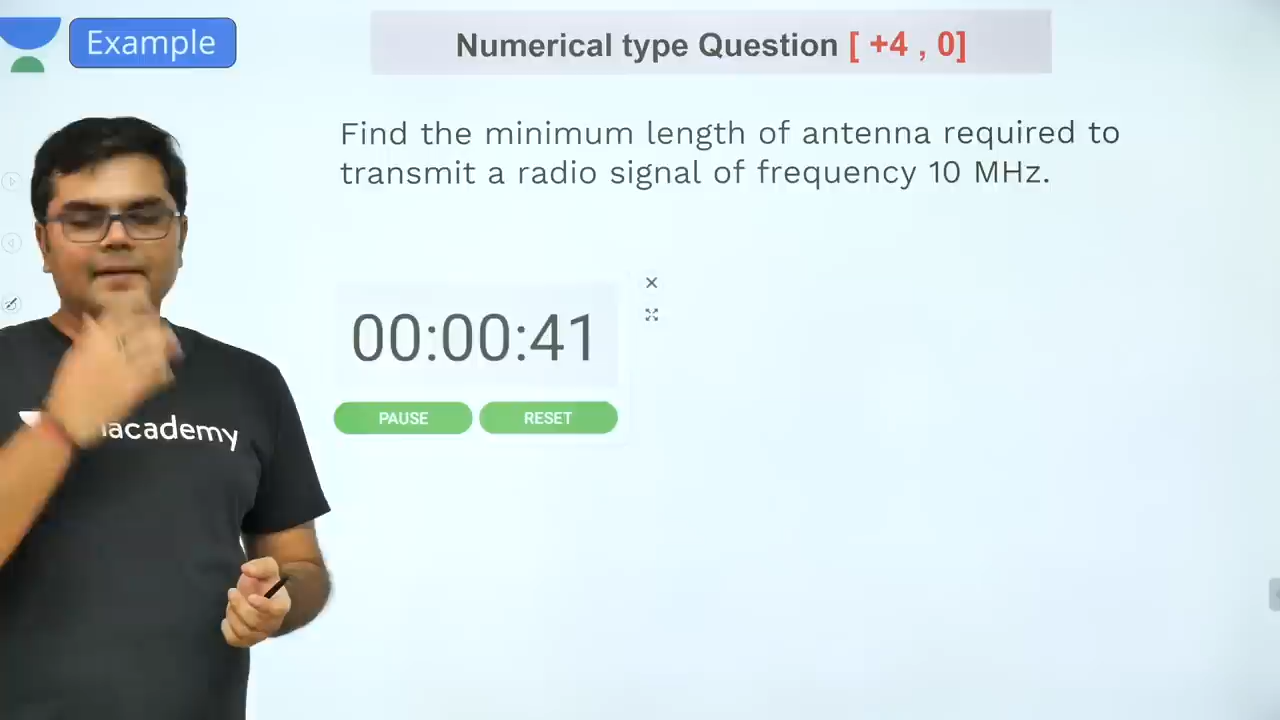 Example
Numerical type Question [ +4 , 0]
Find the minimum length of antenna required to
transmit a radio signal of frequency 10 MHz.
00:00:41
PAUSE RESET